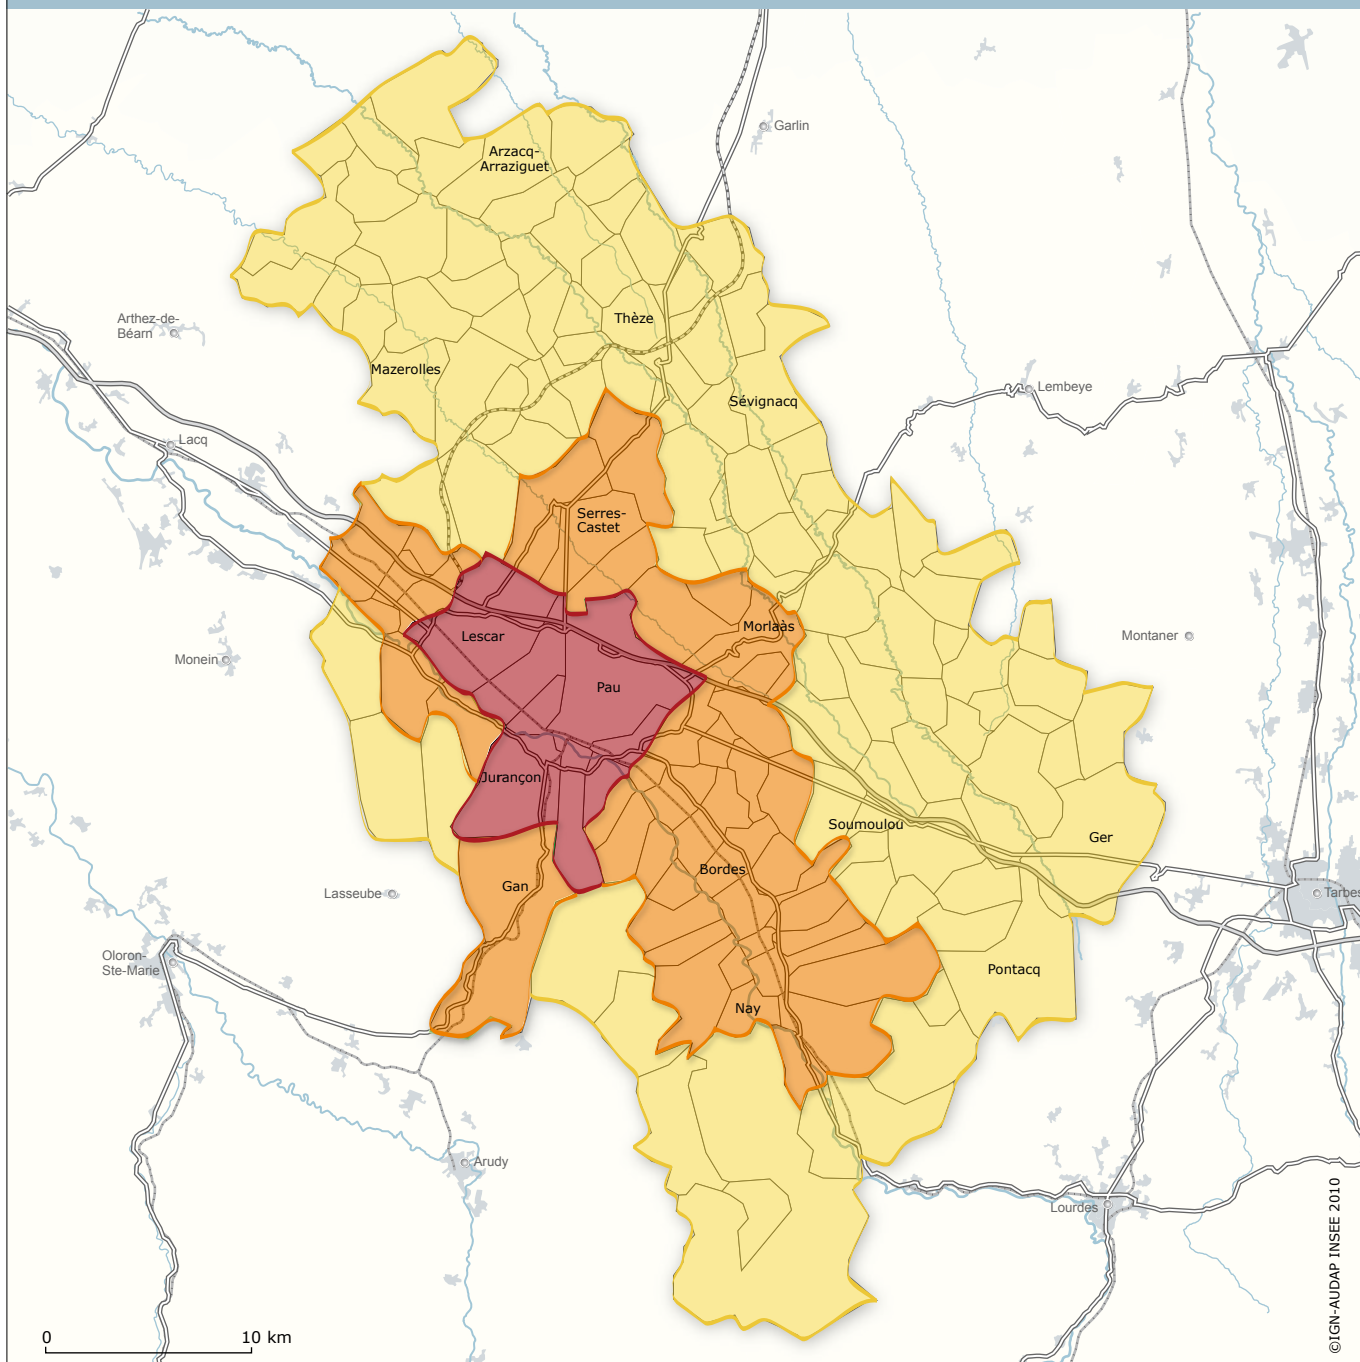 Garlin
Arzacq-
Arraziguet
Arthez-de-
Béarn
Thèze
Mazerolles
Lembeye
Sévignacq
Lacq
Serres-
Castet
Morlaàs
Lescar
Montaner
Monein
Pau
Jurançon
Soumoulou
Ger
Bordes
Gan
Lasseube
Tarbes
Oloron-
Ste-Marie
Pontacq
Nay
Arudy
Lourdes
0 10 km
©IGN-AUDAP INSEE 2010